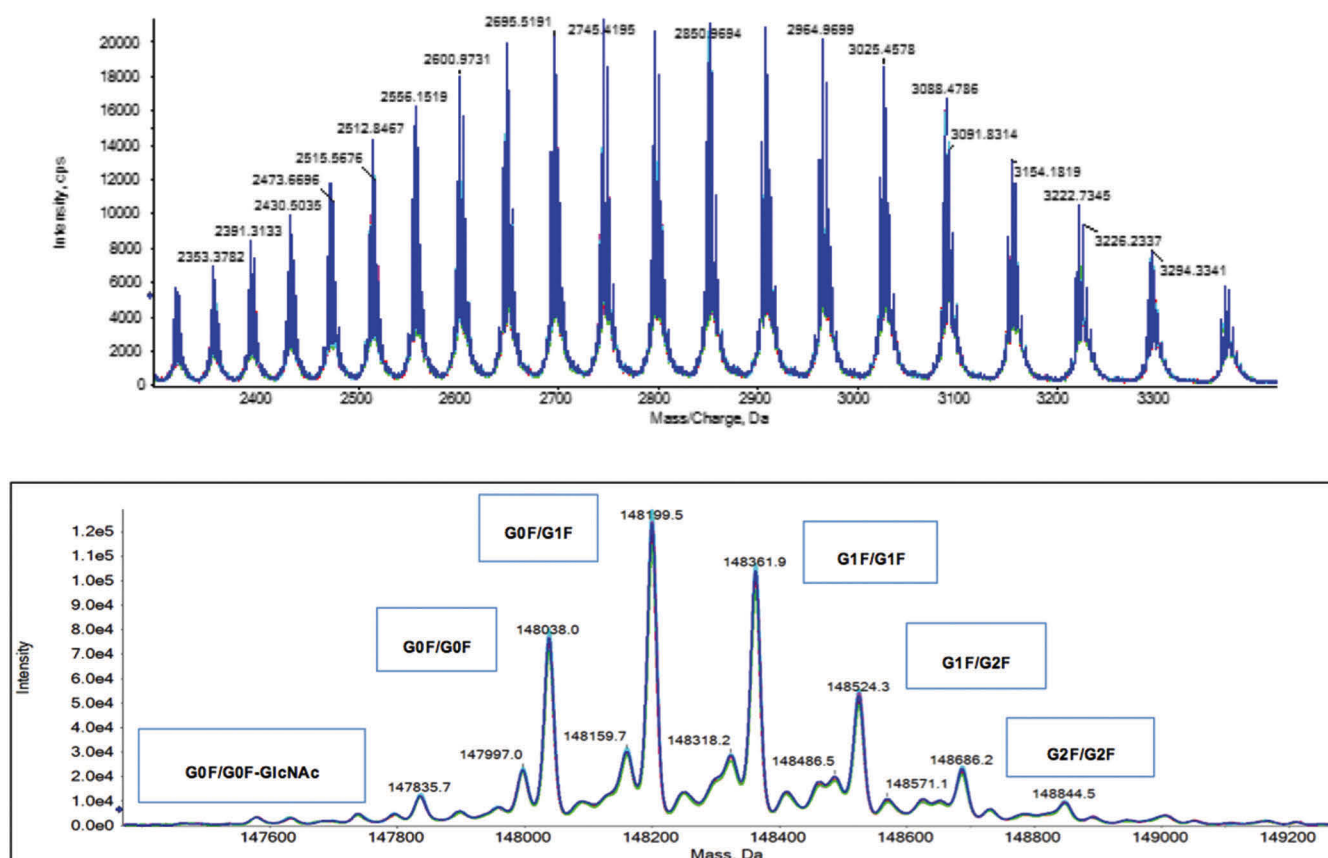 2695.5191
2745.4195
2850.9694
2964.9699
20000
3025.4578
2600.9731
18000
3088.4786
2556.1519
16000
2512.8467
3091.8314
14000
2515.5676
3154.1819
12000
2473.6696
3222.7345
2430.5035
10000
2391.3133
3226.2337
8000
2353.3782
3294.3341
6000
4000
2000
0
Intensity, cps
2400 2500 2600 2700 2800 2900 3000 3100 3200 3300
Mass/Charge, Da
G0F/G1F
148199.5
1.2e5
G1F/G1F
1.1e5
148361.9
1.0e5
9.0e4
G0F/G0F
148038.0
8.0e4
7.0e4
G1F/G2F
6.0e4
148524.3
5.0e4
G2F/G2F
4.0e4
148159.7
148318.2
3.0e4
G0F/G0F-GlcNAc
147997.0
148486.5
148686.2
2.0e4
147835.7
148571.1
148844.5
1.0e4
0.0e0
Intensity
147600 147800 148000 148200 148400 148600 148800 149000 149200
Mass, Da